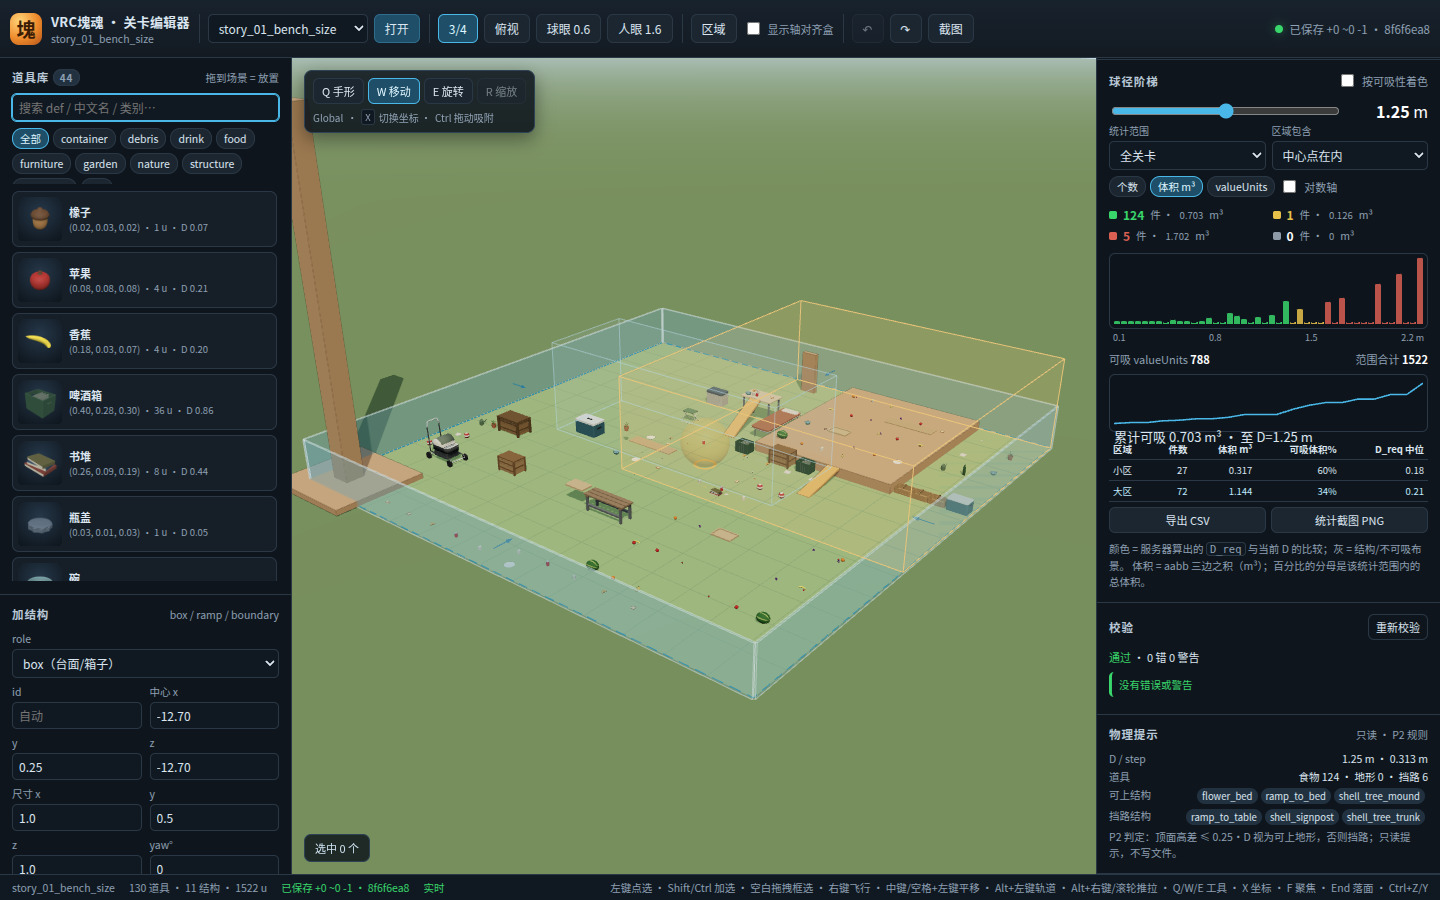 塊
VRC塊魂 · 关卡编辑器
story_01_bench_size
story_01_bench_size
打开
3/4
俯视
球眼 0.6
人眼 1.6
区域
显示轴对齐盒
↶
↷
截图
已保存 +0 ~0 -1 · 8f6f6ea8
道具库 44
拖到场景 = 放置
搜索 def / 中文名 / 类别…
全部 container debris drink food
furniture garden nature structure
橡子
(0.02, 0.03, 0.02) · 1 u · D 0.07
苹果
(0.08, 0.08, 0.08) · 4 u · D 0.21
香蕉
(0.18, 0.03, 0.07) · 4 u · D 0.20
啤酒箱
(0.40, 0.28, 0.30) · 36 u · D 0.86
书堆
(0.26, 0.09, 0.19) · 8 u · D 0.44
瓶盖
(0.03, 0.01, 0.03) · 1 u · D 0.05
碗
加结构
box / ramp / boundary
role
box（台面/箱子）
id
中心 x
自动
-12.70
y
z
0.25
-12.70
尺寸 x
y
1.0
0.5
z
yaw°
1.0
0
Q 手形
W 移动
E 旋转
R 缩放
Global · X 切换坐标 · Ctrl 拖动吸附
选中 0 个
球径阶梯
按可吸性着色
1.25 m
统计范围
区域包含
全关卡
中心点在内
个数
体积 m³
valueUnits
对数轴
124 件 · 0.703 m³
1 件 · 0.126 m³
5 件 · 1.702 m³
0 件 · 0 m³
0.1 0.8 1.5 2.2 m
可吸 valueUnits 788
范围合计 1522
累计可吸 0.703 m³ · 至 D=1.25 m
区域 件数 体积 m³ 可吸体积% D_req 中位
小区 27 0.317 60% 0.18
大区 72 1.144 34% 0.21
导出 CSV
统计截图 PNG
颜色 = 服务器算出的 D_req 与当前 D 的比较；灰 = 结构/不可吸布
景。 体积 = aabb 三边之积（m³）；百分比的分母是该统计范围内的
总体积。
校验
重新校验
通过 · 0 错 0 警告
没有错误或警告
物理提示
只读 · P2 规则
D / step
1.25 m · 0.313 m
道具
食物 124 · 地形 0 · 挡路 6
可上结构
flower_bed ramp_to_bed shell_tree_mound
挡路结构
ramp_to_table shell_signpost shell_tree_trunk
P2 判定：顶面高差 ≤ 0.25·D 视为可上地形，否则挡路；只读提
示，不写文件。
story_01_bench_size
130 道具 · 11 结构 · 1522 u
已保存 +0 ~0 -1 · 8f6f6ea8
实时
左键点选 · Shift/Ctrl 加选 · 空白拖拽框选 · 右键飞行 · 中键/空格+左键平移 · Alt+左键轨道 · Alt+右键/滚轮推拉 · Q/W/E 工具 · X 坐标 · F 聚焦 · End 落面 · Ctrl+Z/Y